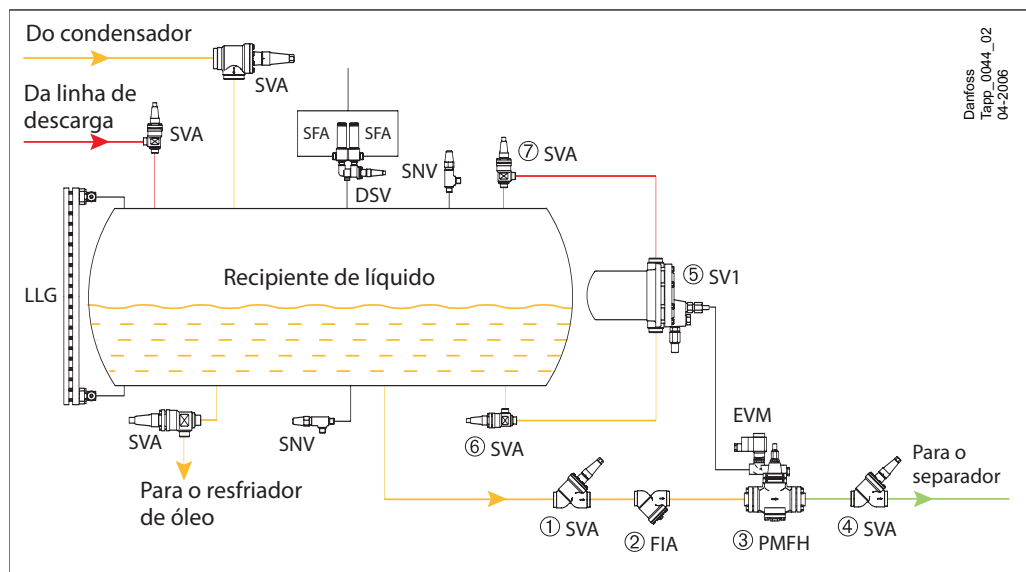 Do condensador
SVA
Da linha de
descarga
SVA
SFA
SFA
DSV
SNV
⑦ SVA
Danfoss
Tapp_0044_02
04-2006
LLG
Recipiente de líquido
⑤ SV1
SVA
SNV
⑥ SVA
EVM
Para o resfriador
de óleo
Para o
separador
① SVA
② FIA
③ PMFH
④ SVA